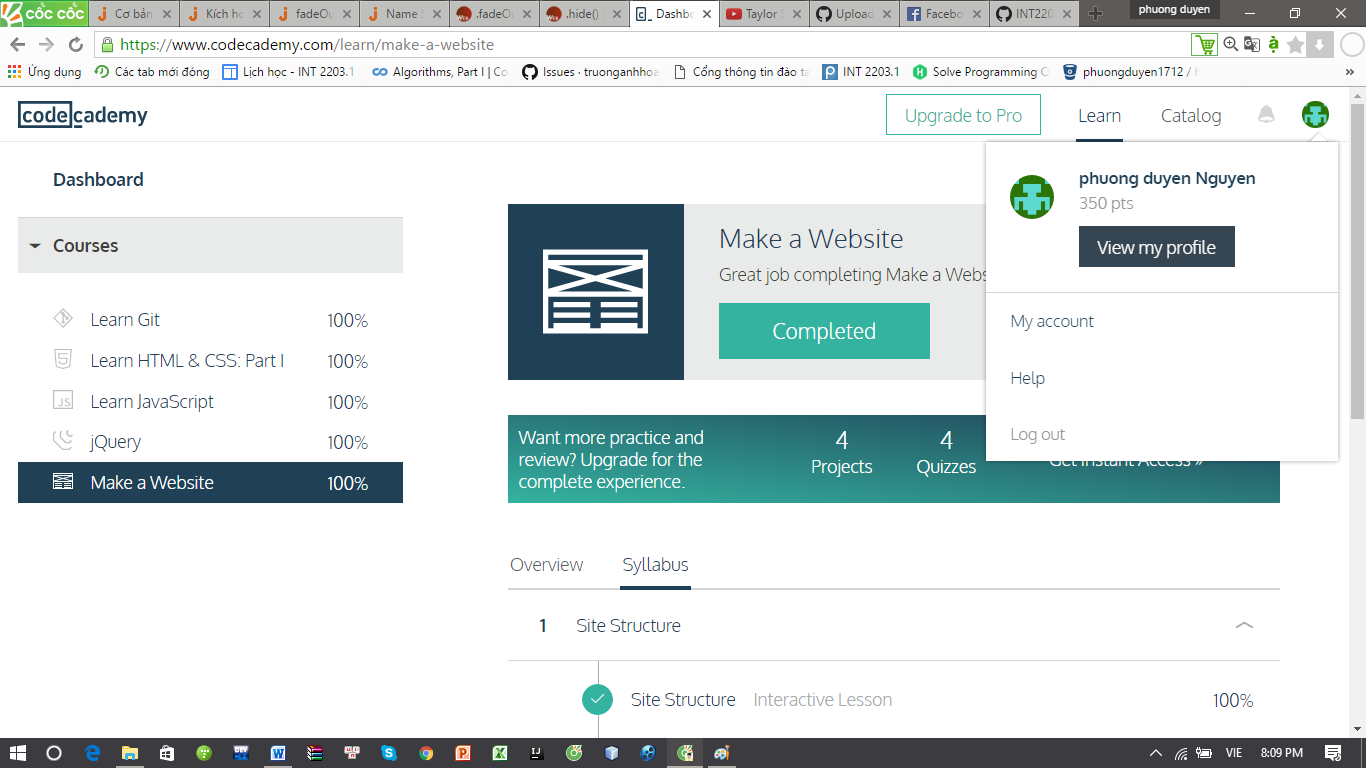 cốc cốc
Cơ bản
Kích ho
fadeOu
Name S
.fadeOu
.hide() |
Dashbo
Taylor S
Upload
Facebo
INT220
phuong duyen
https://www.codecademy.com/learn/make-a-website
Ứng dụng
Các tab mới đóng
Lịch học - INT 2203.1
Algorithms, Part I | Co
Issues · truonganhhoa
Cổng thông tin đào tạ
INT 2203.1
Solve Programming Q
phuongduyen1712 / h
»
codecademy
Upgrade to Pro
Learn
Catalog
Dashboard
phuong duyen Nguyen
350 pts
View my profile
My account
Help
Log out
Courses
Learn Git 100%
Learn HTML & CSS: Part I 100%
Learn JavaScript 100%
jQuery 100%
Make a Website 100%
Make a Website
Great job completing Make a Webs
Completed
Want more practice and
review? Upgrade for the
complete experience.
4
Projects
4
Quizzes
Get Instant Access »
Overview
Syllabus
1 Site Structure
Site Structure Interactive Lesson 100%
VIE
8:09 PM